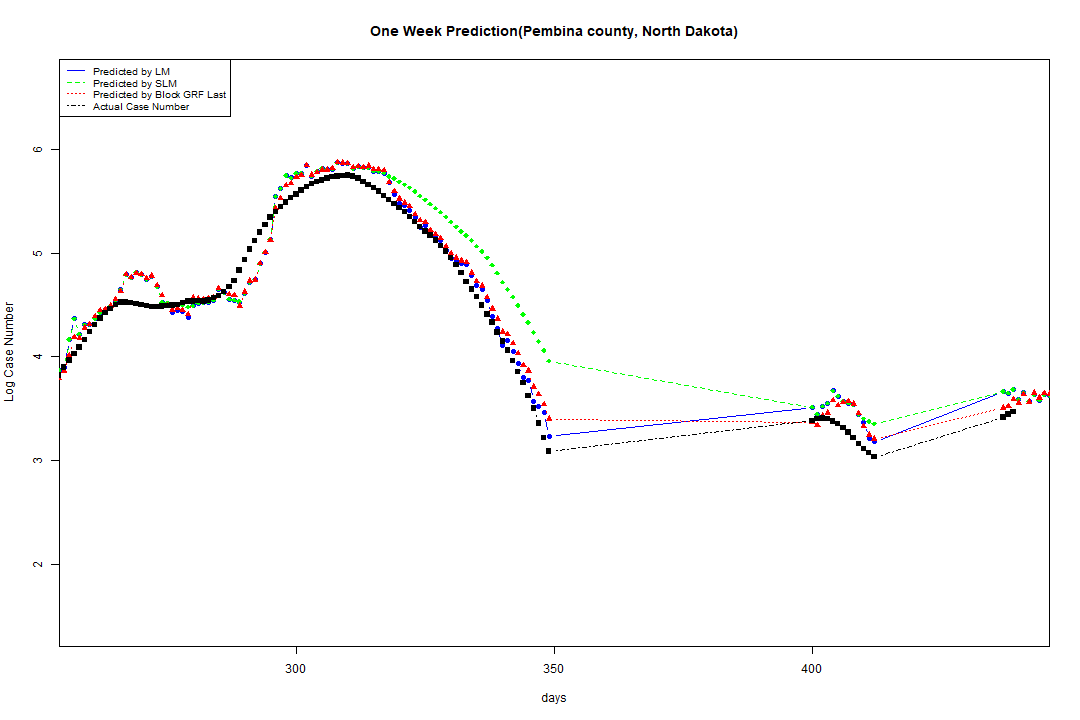 One Week Prediction(Pembina county, North Dakota)
Predicted by LM
Predicted by SLM
Predicted by Block GRF Last
Actual Case Number
6
5
4
3
2
Log Case Number
300 350 400
days